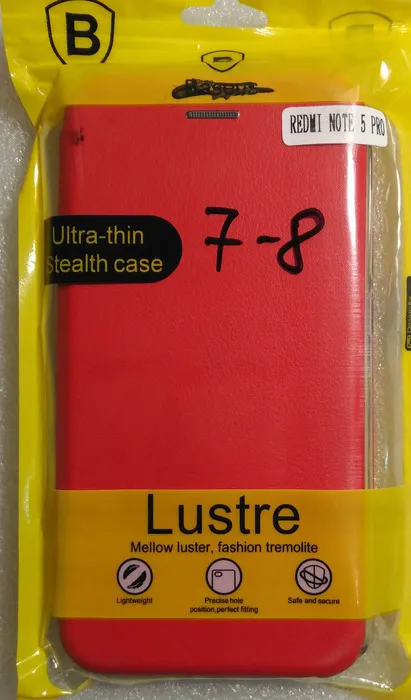 B
REDMI NOTE 5 PRO
7-8
Ultra-thin
Stealth case
Lustre
Mellow luster, fashion tremolite
Lightweight
Precise hole
position,perfect fitting
Safe and secure